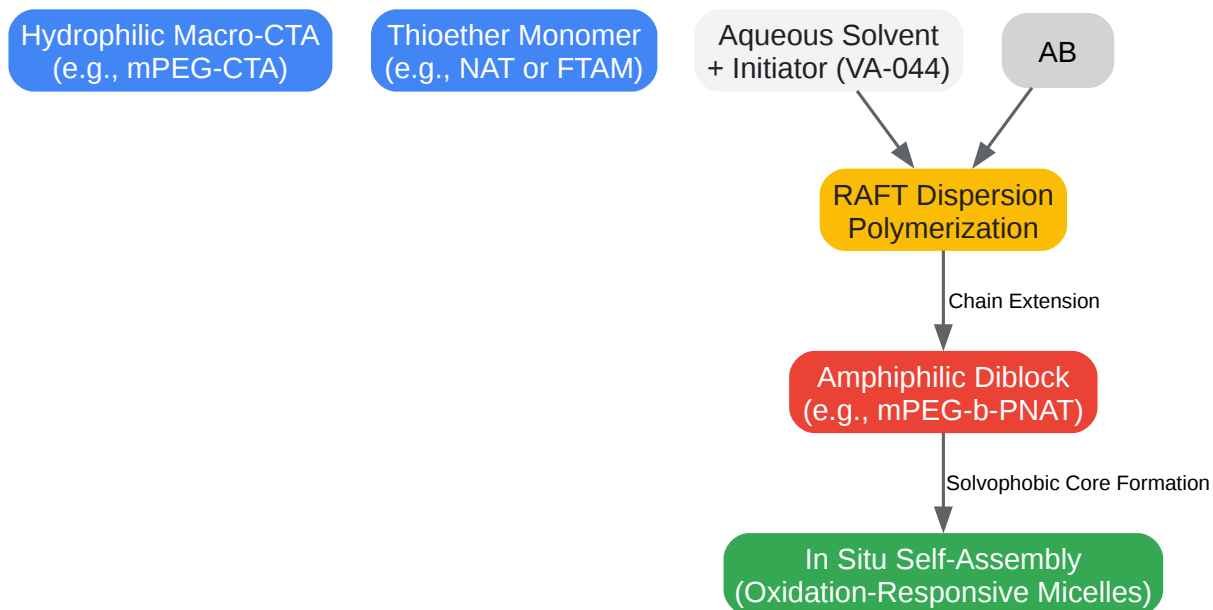 Hydrophilic Macro-CTA
(e.g., mPEG-CTA)
Thioether Monomer
(e.g., NAT or FTAM)
Aqueous Solvent
+ Initiator (VA-044)
AB
RAFT Dispersion
Polymerization
Chain Extension
Amphiphilic Diblock
(e.g., mPEG-b-PNAT)
Solvophobic Core Formation
In Situ Self-Assembly
(Oxidation-Responsive Micelles)